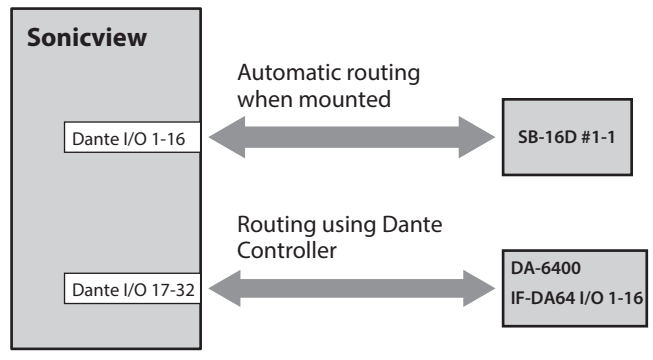 Sonicview
Automatic routing
when mounted
Dante I/O 1-16
SB-16D #1-1
Routing using Dante
Controller
Dante I/O 17-32
DA-6400
IF-DA64 I/O 1-16